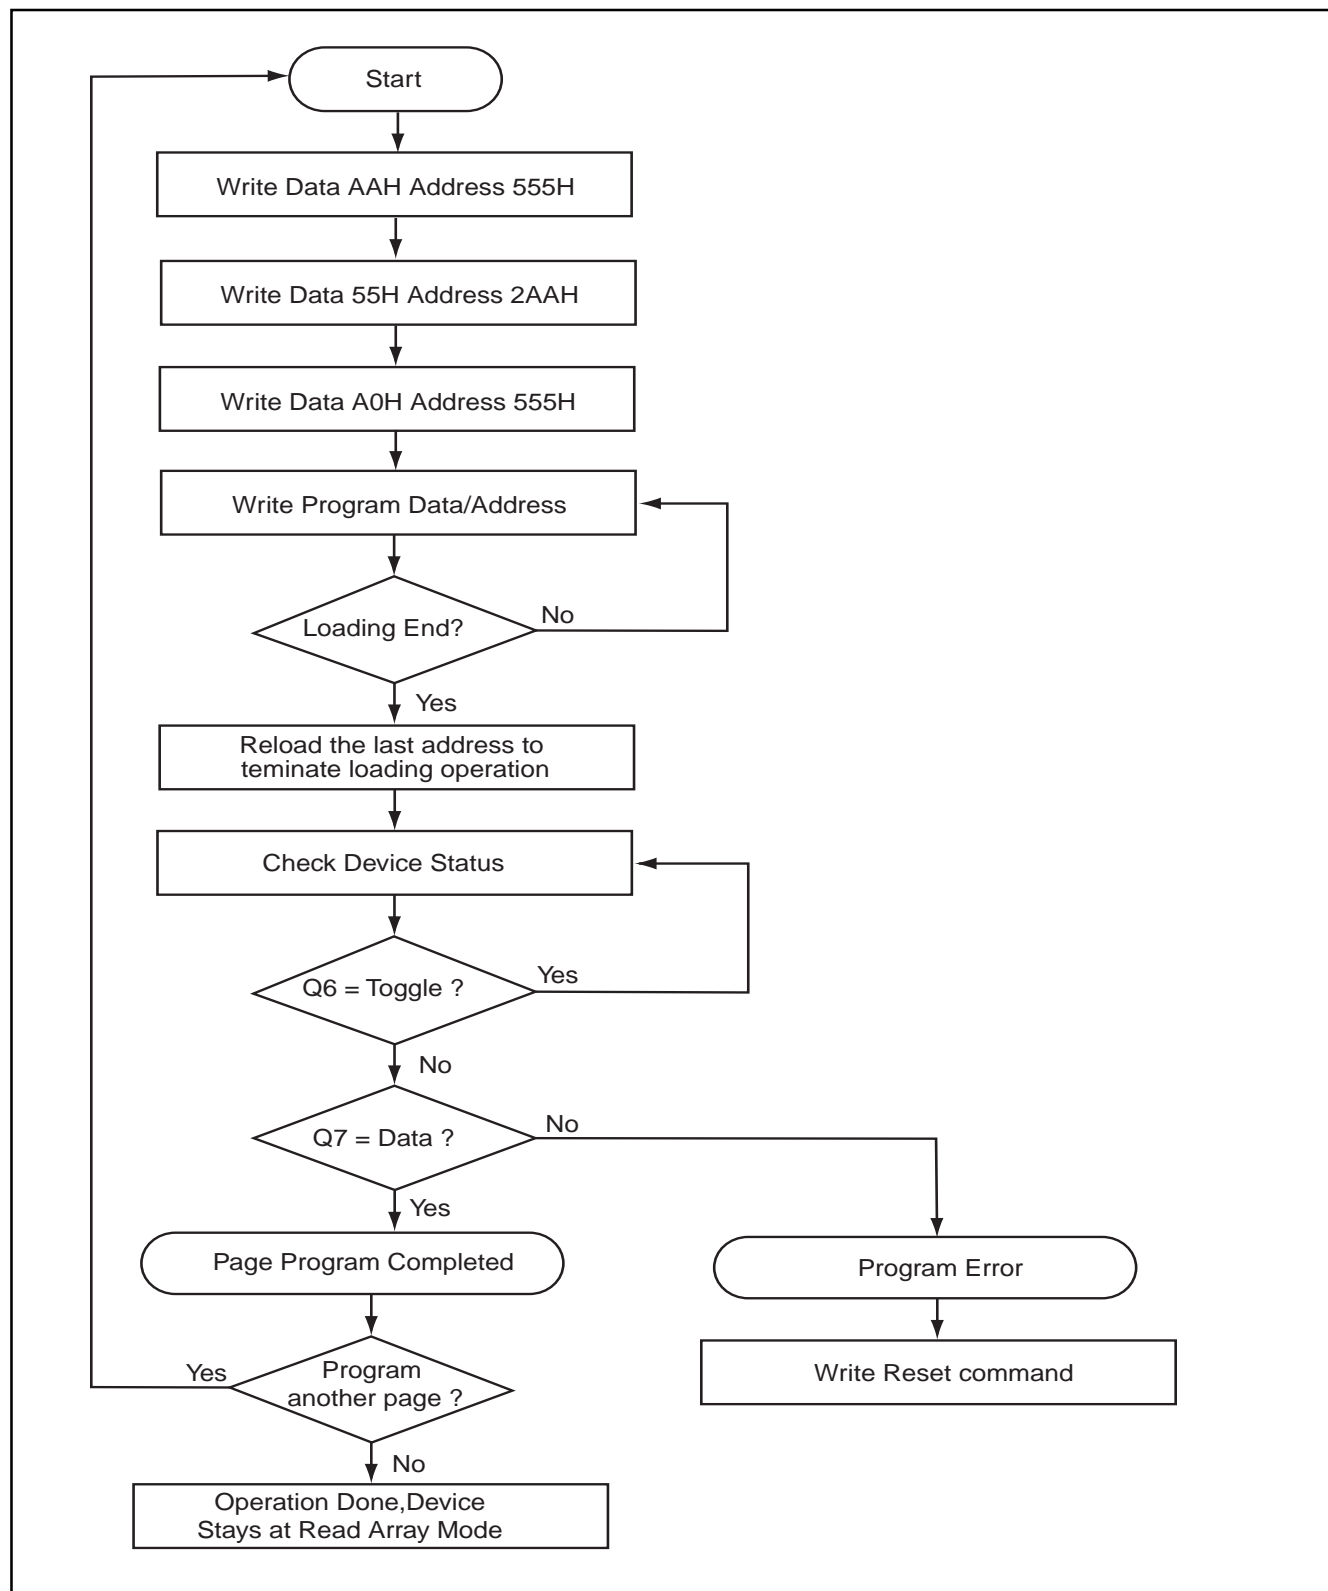 Start
Write Data AAH Address 555H
Write Data 55H Address 2AAH
Write Data A0H Address 555H
Write Program Data/Address
Loading End?
No
Yes
Reload the last address to
teminate loading operation
Check Device Status
Q6 = Toggle ?
Yes
No
Q7 = Data ?
No
Yes
Page Program Completed
Program Error
Write Reset command
Yes
Program
another page ?
No
Operation Done,Device
Stays at Read Array Mode